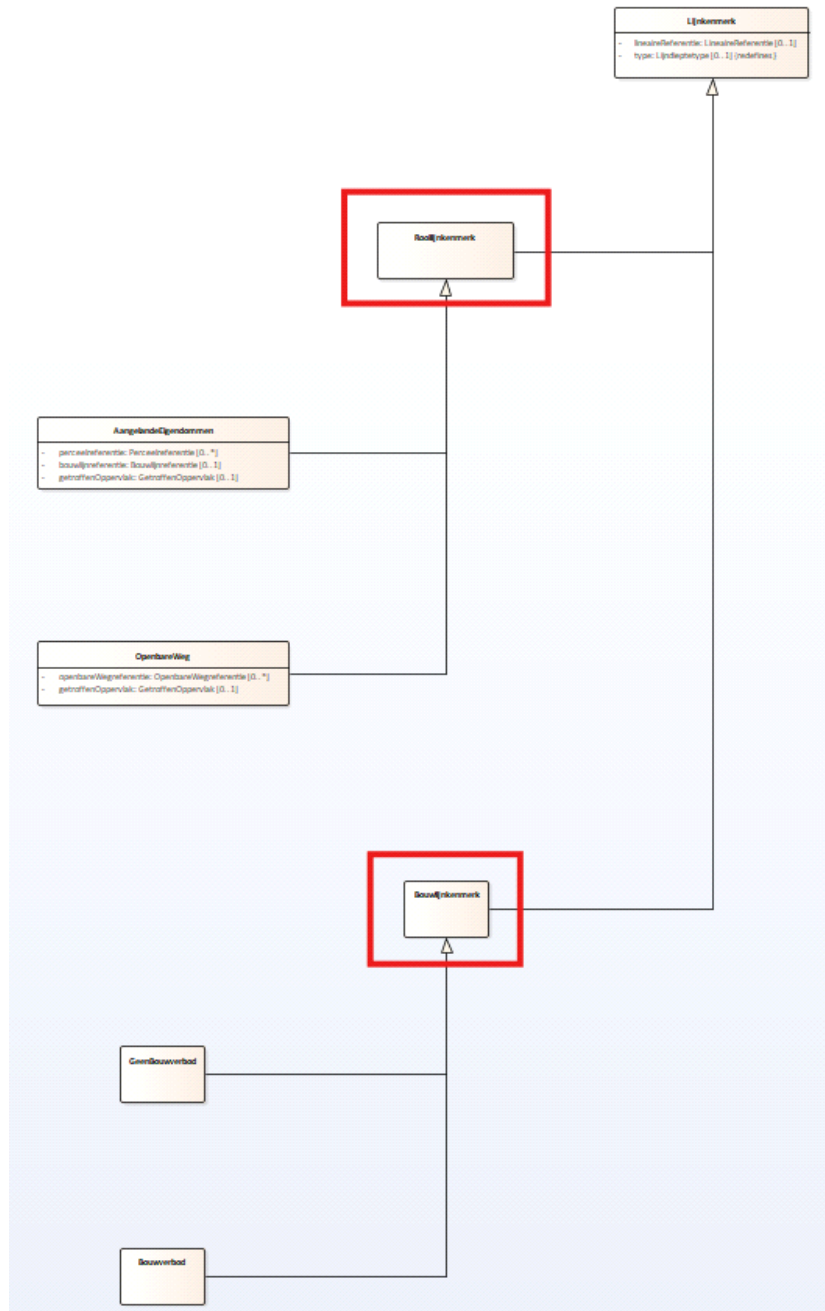 Lijnkenmerk
- lineaireReferentie: LineaireReferentie [0..1]
- type: Lijndieptetype [0..1] {redefines}
Rooilijnkenmerk
AangelandeEigendommen
- perceelreferentie: Perceelreferentie [0..*]
- bouwlijnreferentie: Bouwlijnreferentie [0..1]
- getroffenOppervlak: GetroffenOppervlak [0..1]
OpenbareWeg
- openbareWegreferentie: OpenbareWegreferentie [0..*]
- getroffenOppervlak: GetroffenOppervlak [0..1]
Bouwlijnkenmerk
GeenBouwverbod
Bouwverbod